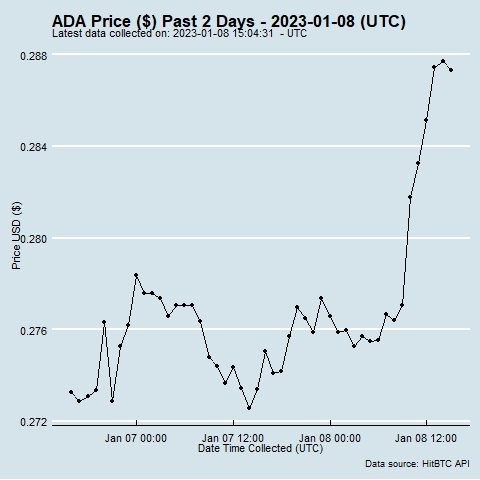 ADA Price ($) Past 2 Days - 2023-01-08 (UTC)
Latest data collected on: 2023-01-08 15:04:31  - UTC
0.288
0.284
0.280
0.276
0.272
Price USD ($)
Jan 07 00:00
Jan 07 12:00
Jan 08 00:00
Jan 08 12:00
Date Time Collected (UTC)
Data source: HitBTC API